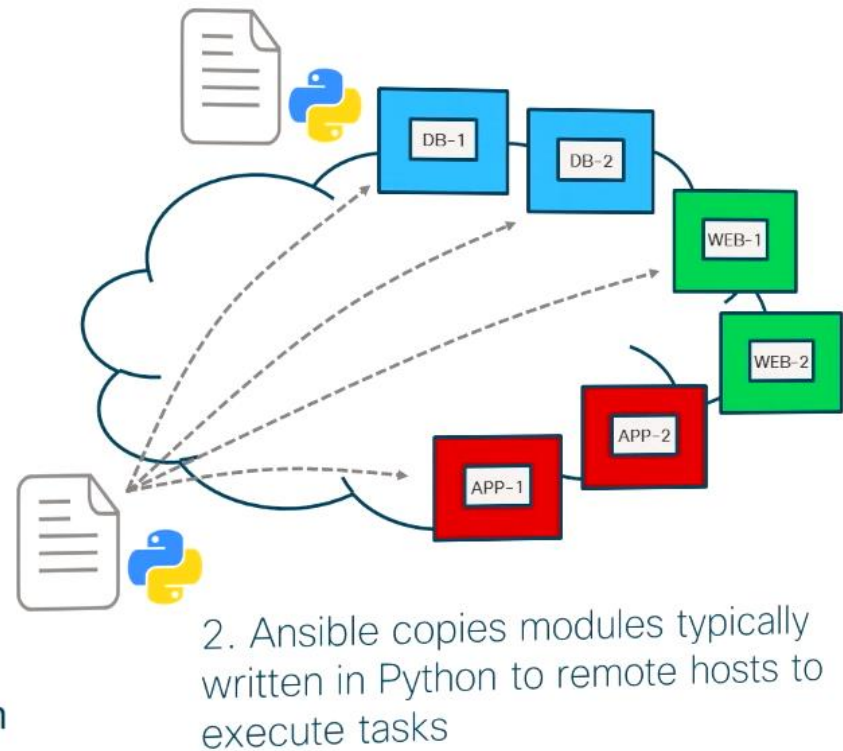 DB-1
DB-2
WEB-1
WEB-2
APP-2
APP-1
2. Ansible copies modules typically
written in Python to remote hosts to
execute tasks